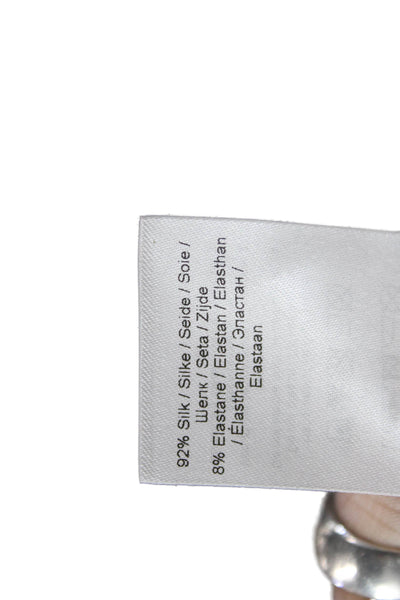 92% Silk / Silke / Seide / Soie /
Шелк / Seta / Zijde
8% Elastane / Elastan / Elasthan
/ Élasthanne / Эластан /
Elastaan